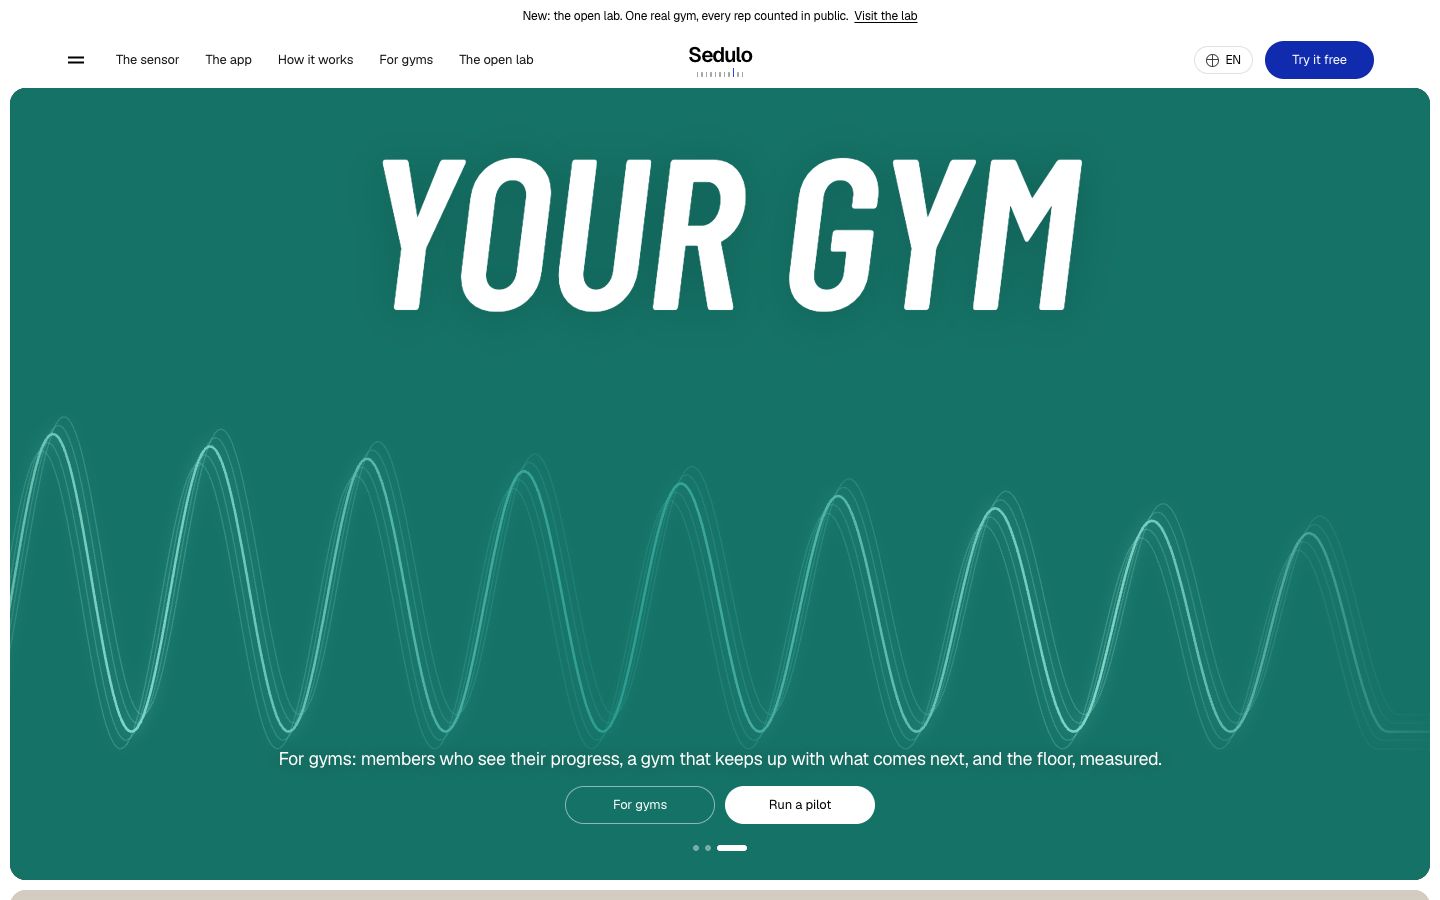 New: the open lab. One real gym, every rep counted in public. Visit the lab
The sensor
The app
How it works
For gyms
The open lab
Sedulo
EN
Try it free
YOUR GYM
For gyms: members who see their progress, a gym that keeps up with what comes next, and the floor, measured.
For gyms
Run a pilot